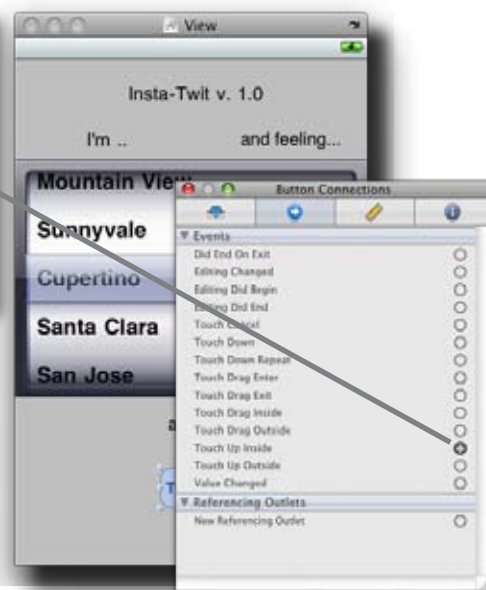 View
Insta-Twit v. 1.0
I'm .. and feeling...
Mountain View
Sunnyvale
Cupertino
Santa Clara
San Jose
Button Connections
Events
Did End On Exit
Editing Changed
Editing Did Begin
Editing Did End
Touch Cancel
Touch Down
Touch Down Repeat
Touch Drag Enter
Touch Drag Exit
Touch Drag Inside
Touch Drag Outside
Touch Up Inside
Touch Up Outside
Value Changed
Referencing Outlets
New Referencing Outlet